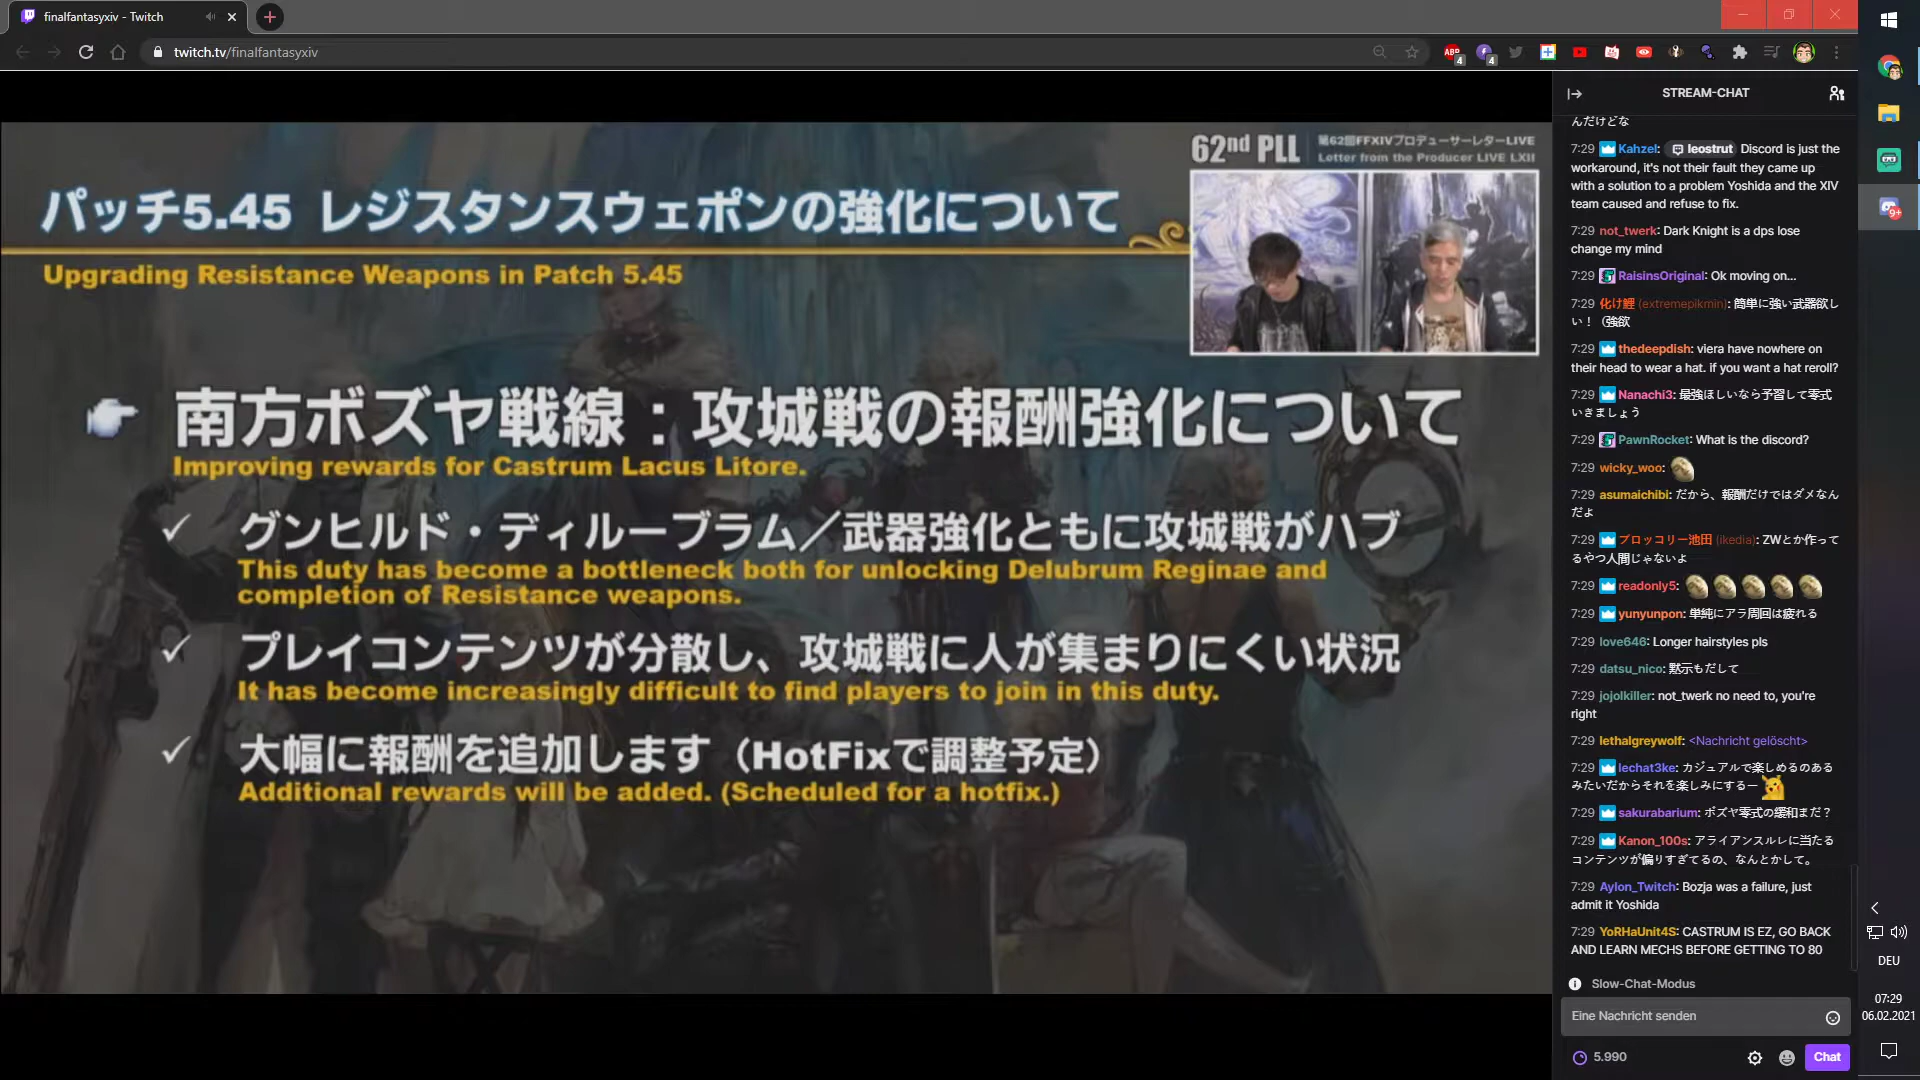 finalfantasyxiv - Twitch
twitch.tv/finalfantasyxiv
ABP
4
4
62nd PLL
第62回FFXIVプロデューサーレターLIVE
Letter from the Producer LIVE LXII
パッチ5.45 レジスタンスウェポンの強化について
Upgrading Resistance Weapons in Patch 5.45
南方ボズヤ戦線：攻城戦の報酬強化について
Improving rewards for Castrum Lacus Litore.
✓ グンヒルド・ディルーブラム／武器強化ともに攻城戦がハブ
This duty has become a bottleneck both for unlocking Delubrum Reginae and
completion of Resistance weapons.
✓ プレイコンテンツが分散し、攻城戦に人が集まりにくい状況
It has become increasingly difficult to find players to join in this duty.
✓ 大幅に報酬を追加します（HotFixで調整予定）
Additional rewards will be added. (Scheduled for a hotfix.)
STREAM-CHAT
んだけどな
7:29 Kahzel: leostrut Discord is just the
workaround, it's not their fault they came up
with a solution to a problem Yoshida and the XIV
team caused and refuse to fix.
7:29 not_twerk: Dark Knight is a dps lose
change my mind
7:29 RaisinsOriginal: Ok moving on...
7:29 化け鯉 (extremepikmin):簡単に強い武器欲し
い！（強欲
7:29 thedeepdish: viera have nowhere on
their head to wear a hat. if you want a hat reroll?
7:29 Nanachi3: 最強ほしいなら予習して零式
いきましょう
7:29 PawnRocket: What is the discord?
7:29 wicky_woo:
7:29 asumaichibi: だから、報酬だけではダメなん
だよ
7:29 ブロッコリー池田 (ikedia): ZWとか作って
るやつ人間じゃないよ
7:29 readonly5:
7:29 yunyunpon: 単純にアラ周回は疲れる
7:29 love646: Longer hairstyles pls
7:29 datsu_nico: 黙示もだして
7:29 jojolkiller: not_twerk no need to, you're
right
7:29 lethalgreywolf: <Nachricht gelöscht>
7:29 lechat3ke: カジュアルで楽しめるのある
みたいだからそれを楽しみにするー
7:29 sakurabarium: ボズヤ零式の緩和まだ？
7:29 Kanon_100s: アライアンスルレに当たる
コンテンツが偏りすぎてるの、なんとかして。
7:29 Aylon_Twitch: Bozja was a failure, just
admit it Yoshida
7:29 YoRHaUnit4S: CASTRUM IS EZ, GO BACK
AND LEARN MECHS BEFORE GETTING TO 80
Slow-Chat-Modus
Eine Nachricht senden
5.990
Chat
9+
DEU
07:29
06.02.2021